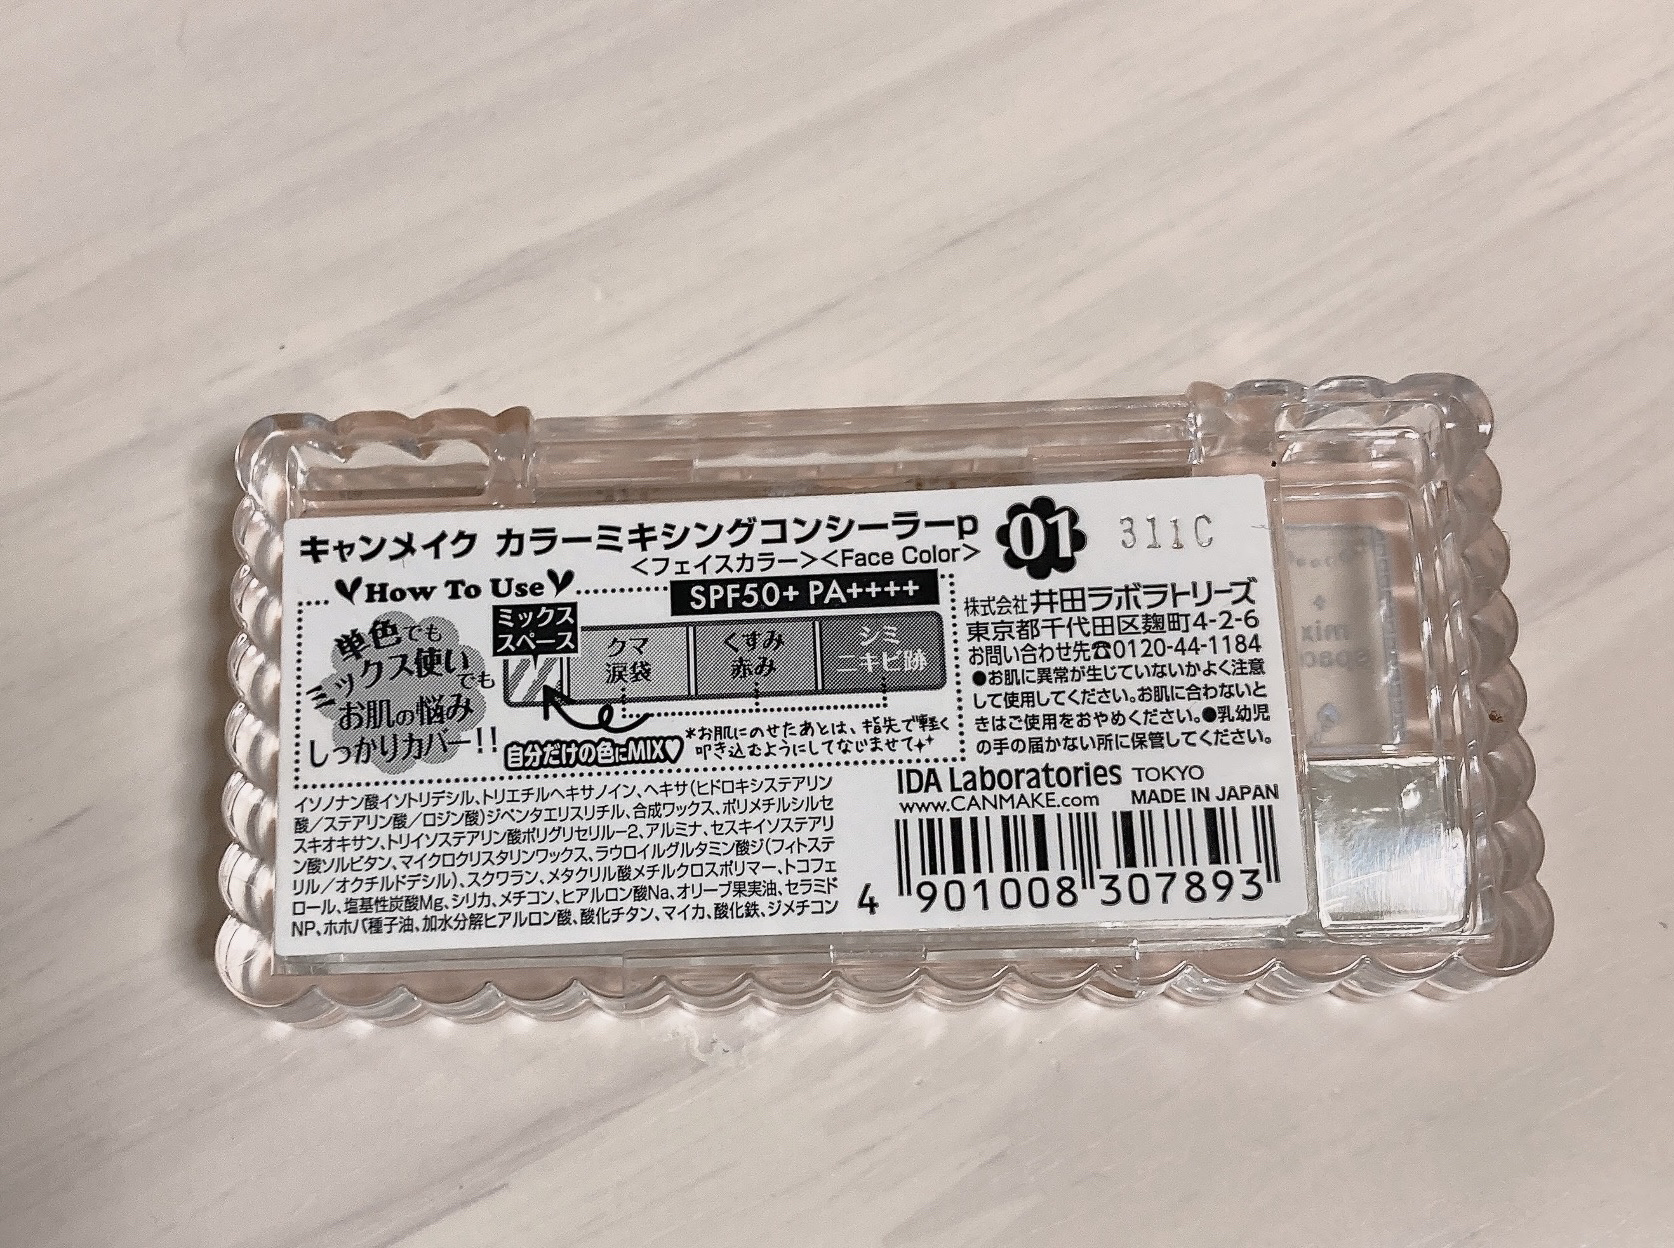 キャンメイク カラーミキシングコンシーラーp
<フェイスカラー><Face Color>
01
311C
How To Use
SPF50+ PA++++
単色でも
ミックス使いでも
お肌の悩み
しっかりカバー!!
ミックス
スペース
クマ
涙袋
くすみ
赤み
シミ
ニキビ跡
自分だけの色にMIX♥
*お肌にのせたあとは、指先で軽く
叩き込むようにしてなじませて
株式会社 井田ラボラトリーズ
東京都千代田区麹町4-2-6
お問い合わせ先☎0120-44-1184
●お肌に異常が生じていないかよく注意
して使用してください。お肌に合わないと
きはご使用をおやめください。●乳幼児
の手の届かない所に保管してください。
イソノナン酸イソトリデシル、トリエチルヘキサノイン、ヘキサ(ヒドロキシステアリン
酸/ステアリン酸/ロジン酸)ジペンタエリスリチル、合成ワックス、ポリメチルシルセ
スキオキサン、トリイソステアリン酸ポリグリセリル-2、アルミナ、セスキイソステアリ
ン酸ソルビタン、マイクロクリスタリンワックス、ラウロイルグルタミン酸ジ(フィトステ
リル/オクチルドデシル)、スクワラン、メタクリル酸メチルクロスポリマー、トコフェ
ロール、塩基性炭酸Mg、シリカ、メチコン、ヒアルロン酸Na、オリーブ果実油、セラミド
NP、ホホバ種子油、加水分解ヒアルロン酸、酸化チタン、マイカ、酸化鉄、ジメチコン
IDA Laboratories TOKYO
www.CANMAKE.com MADE IN JAPAN
4 901008 307893
mix
space